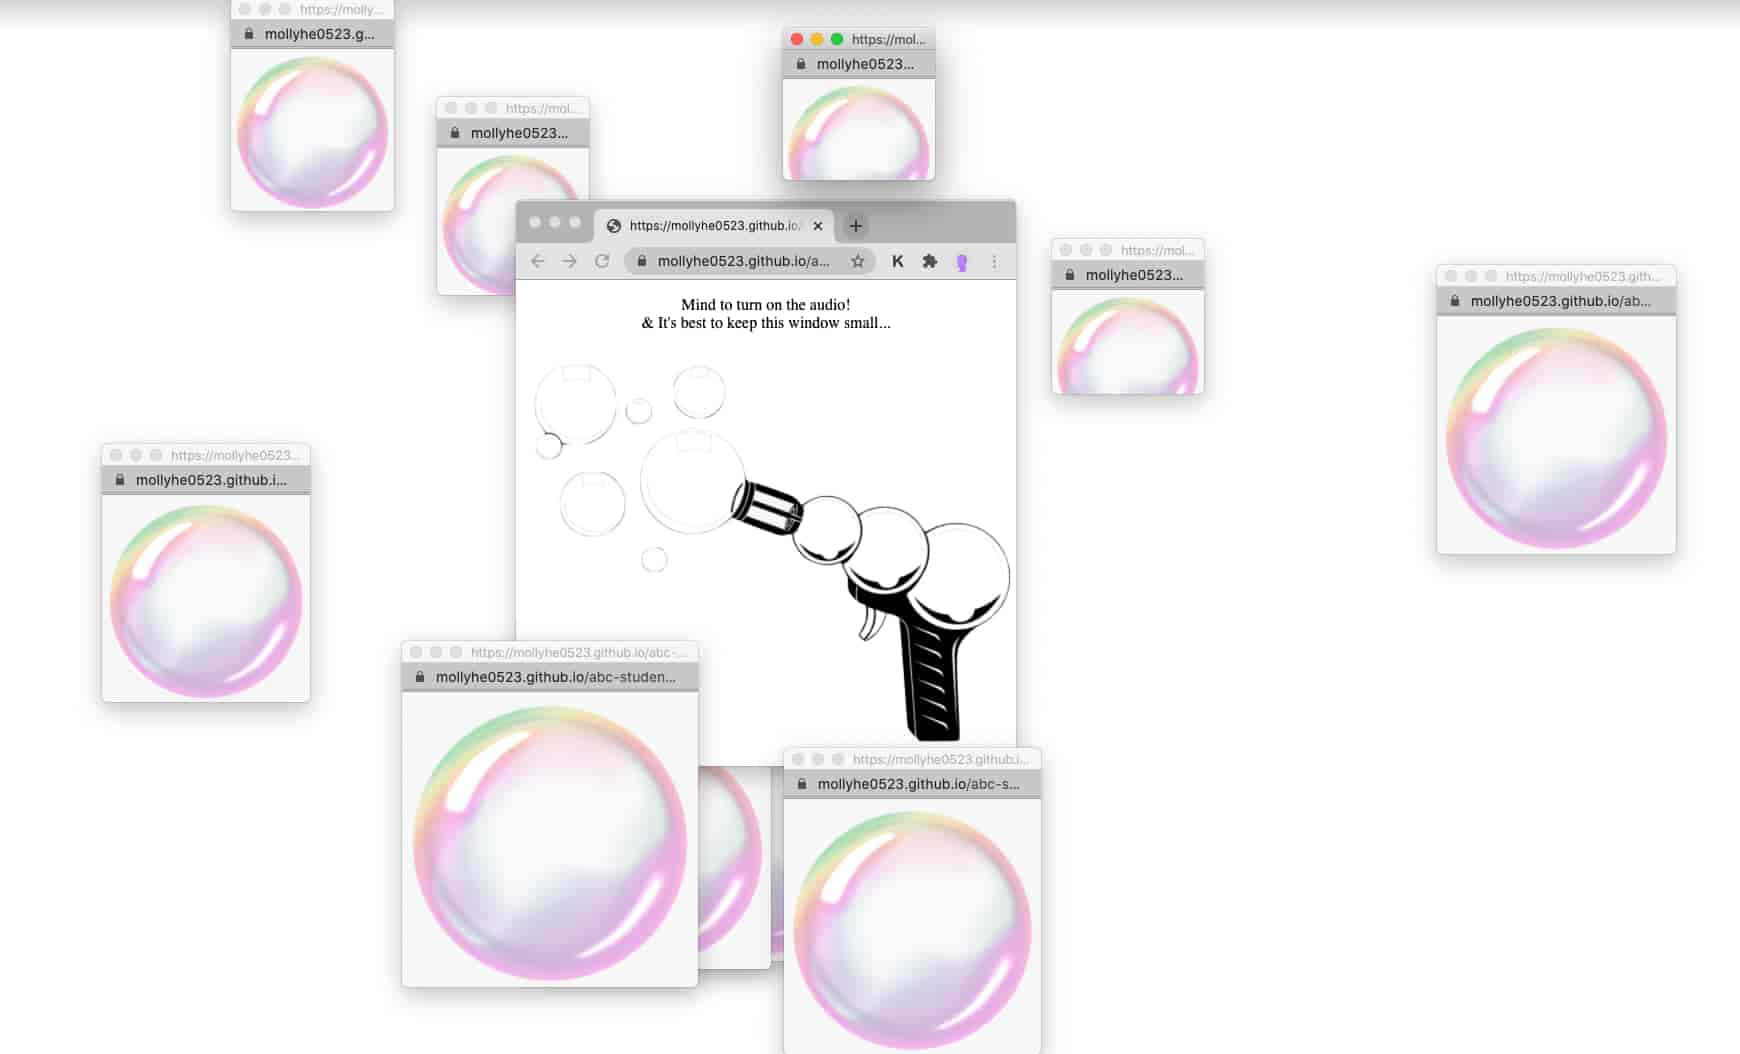 https://molly...
mollyhe0523.g...
https://mol...
mollyhe0523...
https://mol...
mollyhe0523...
https://mollyhe0523.github.io/
mollyhe0523.github.io/a...
K
Mind to turn on the audio!
& It's best to keep this window small...
https://mol...
mollyhe0523...
https://mollyhe0523.gith...
mollyhe0523.github.io/ab...
https://mollyhe0523...
mollyhe0523.github.i...
https://mollyhe0523.github.io/abc-...
mollyhe0523.github.io/abc-studen...
https://mollyhe0523.github.i...
mollyhe0523.github.io/abc-s...